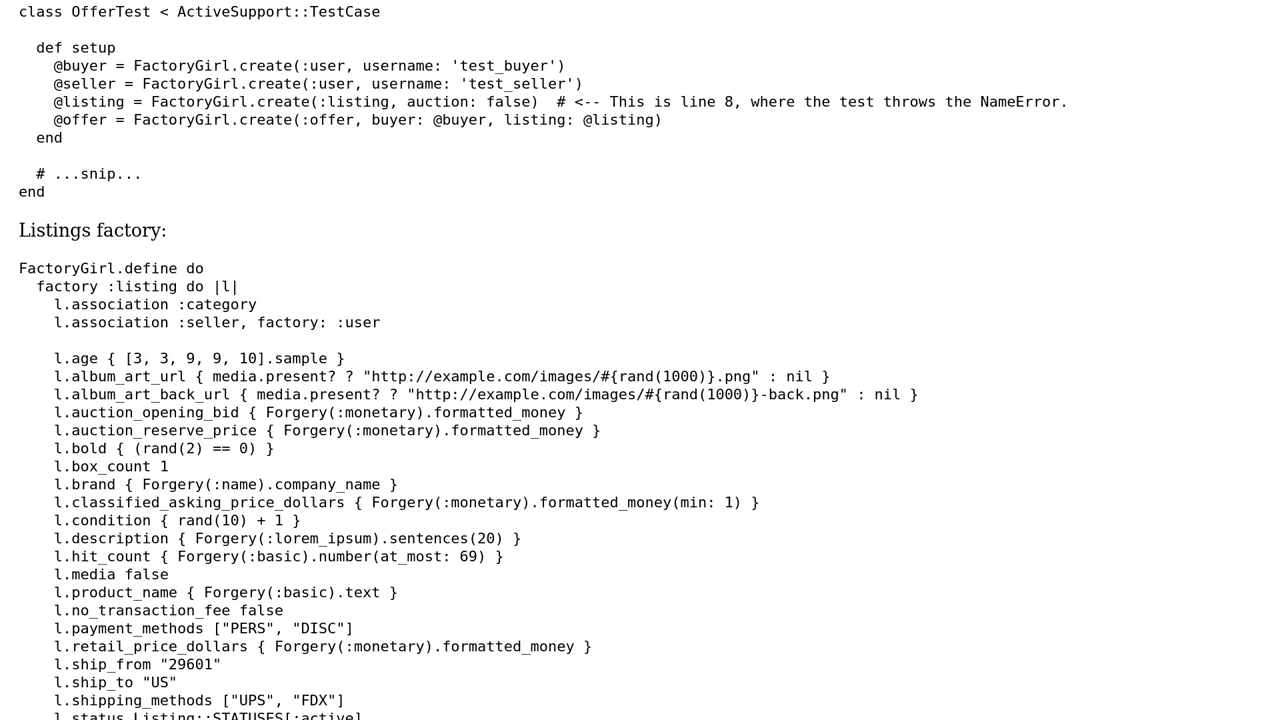 class OfferTest < ActiveSupport::TestCase
  def setup
    @buyer = FactoryGirl.create(:user, username: 'test_buyer')
    @seller = FactoryGirl.create(:user, username: 'test_seller')
    @listing = FactoryGirl.create(:listing, auction: false)  # <-- This is line 8, where the test throws the NameError.
    @offer = FactoryGirl.create(:offer, buyer: @buyer, listing: @listing)
  end
  # ...snip...
end
Listings factory:
FactoryGirl.define do
  factory :listing do |l|
    l.association :category
    l.association :seller, factory: :user
    l.age { [3, 3, 9, 9, 10].sample }
    l.album_art_url { media.present? ? "http://example.com/images/#{rand(1000)}.png" : nil }
    l.album_art_back_url { media.present? ? "http://example.com/images/#{rand(1000)}-back.png" : nil }
    l.auction_opening_bid { Forgery(:monetary).formatted_money }
    l.auction_reserve_price { Forgery(:monetary).formatted_money }
    l.bold { (rand(2) == 0) }
    l.box_count 1
    l.brand { Forgery(:name).company_name }
    l.classified_asking_price_dollars { Forgery(:monetary).formatted_money(min: 1) }
    l.condition { rand(10) + 1 }
    l.description { Forgery(:lorem_ipsum).sentences(20) }
    l.hit_count { Forgery(:basic).number(at_most: 69) }
    l.media false
    l.product_name { Forgery(:basic).text }
    l.no_transaction_fee false
    l.payment_methods ["PERS", "DISC"]
    l.retail_price_dollars { Forgery(:monetary).formatted_money }
    l.ship_from "29601"
    l.ship_to "US"
    l.shipping_methods ["UPS", "FDX"]
    l.status Listing::STATUSES[:active]